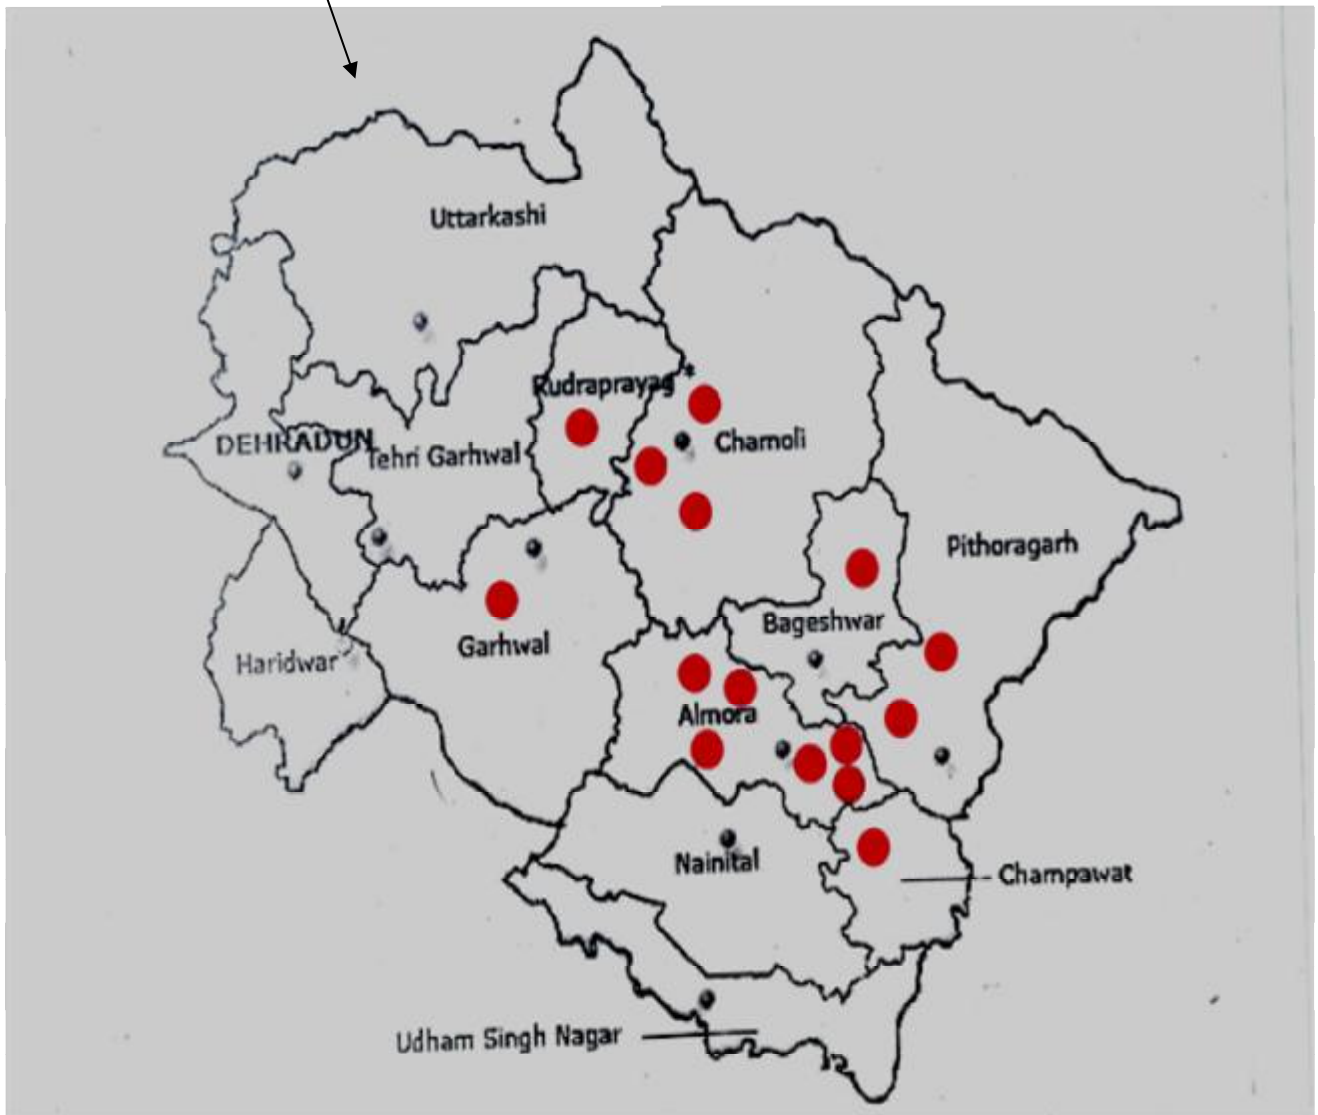 Uttarkashi
Rudraprayag *
DEHRADUN
Tehri Garhwal
Chamoli
Pithoragarh
Garhwal
Bageshwar
Haridwar
Almora
Nainital
Champawat
Udham Singh Nagar